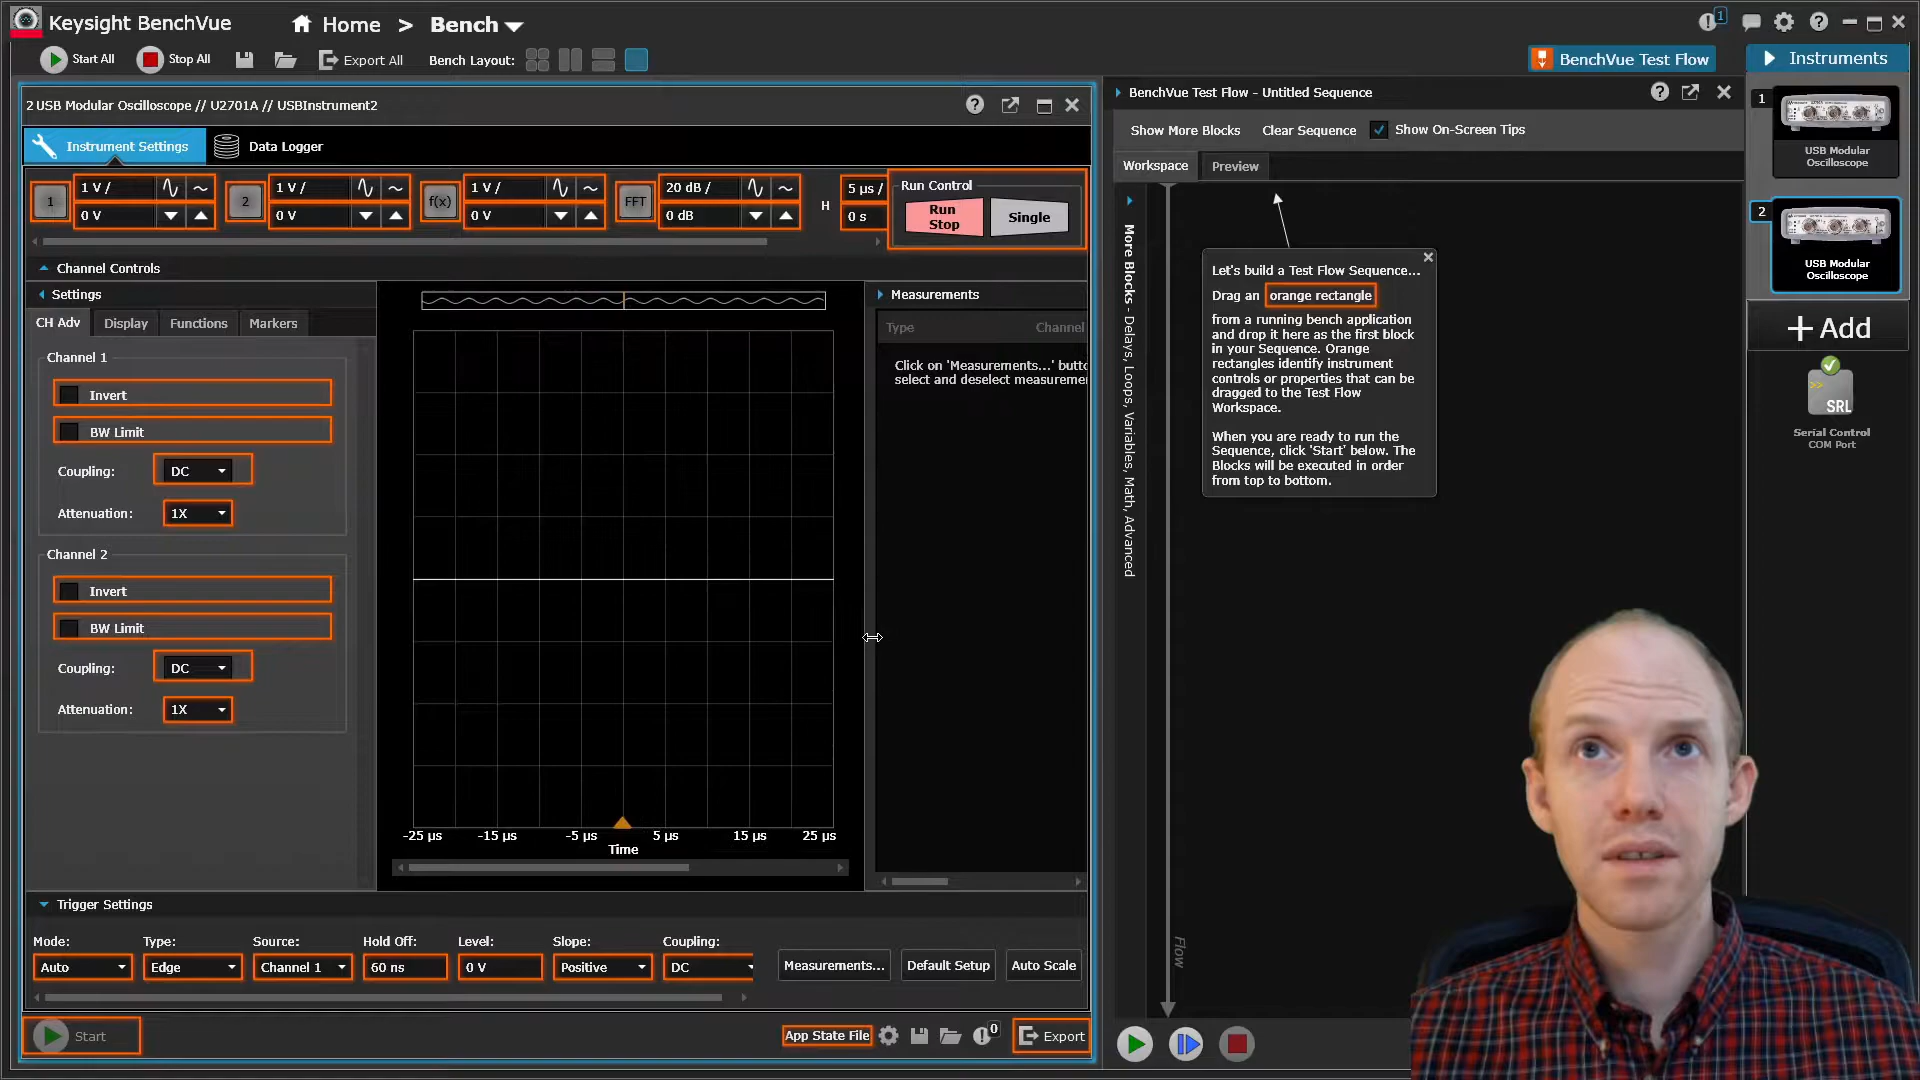 Keysight BenchVue
Home > Bench
1
Start All
Stop All
Export All
Bench Layout:
BenchVue Test Flow
Instruments
2 USB Modular Oscilloscope // U2701A // USBInstrument2
Instrument Settings
Data Logger
1
1 V /
0 V
2
1 V /
0 V
f(x)
1 V /
0 V
FFT
20 dB /
0 dB
H
5 µs /
0 s
Run Control
Run
Stop
Single
Channel Controls
Settings
CH Adv
Display
Functions
Markers
Channel 1
Invert
BW Limit
Coupling:
DC
Attenuation:
1X
Channel 2
Invert
BW Limit
Coupling:
DC
Attenuation:
1X
-25 µs
-15 µs
-5 µs
5 µs
15 µs
25 µs
Time
Measurements
Type
Channel
Click on 'Measurements...' butto
select and deselect measureme
Trigger Settings
Mode:
Auto
Type:
Edge
Source:
Channel 1
Hold Off:
60 ns
Level:
0 V
Slope:
Positive
Coupling:
DC
Measurements...
Default Setup
Auto Scale
Start
App State File
0
Export
BenchVue Test Flow - Untitled Sequence
Show More Blocks
Clear Sequence
Show On-Screen Tips
Workspace
Preview
More Blocks - Delays, Loops, Variables, Math, Advanced
Let's build a Test Flow Sequence...
Drag an orange rectangle
from a running bench application
and drop it here as the first block
in your Sequence. Orange
rectangles identify instrument
controls or properties that can be
dragged to the Test Flow
Workspace.
When you are ready to run the
Sequence, click 'Start' below. The
Blocks will be executed in order
from top to bottom.
Flow
1
USB Modular
Oscilloscope
2
USB Modular
Oscilloscope
+ Add
>>
SRL
Serial Control
COM Port